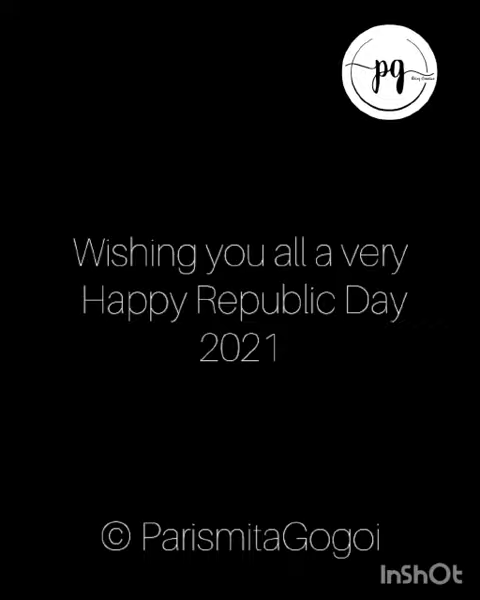 pg
Wishing you all a very
Happy Republic Day
2021
© ParismitaGogoi
InShOt